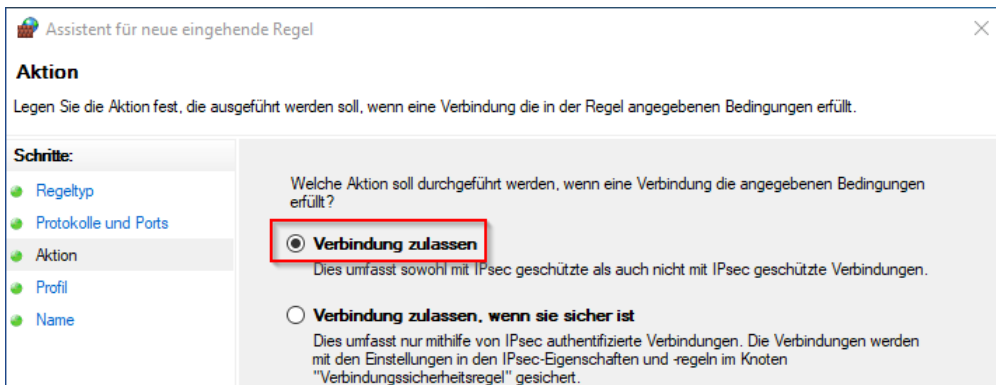 Assistent für neue eingehende Regel
Aktion
Legen Sie die Aktion fest, die ausgeführt werden soll, wenn eine Verbindung die in der Regel angegebenen Bedingungen erfüllt.
Schritte:
Regeltyp
Protokolle und Ports
Aktion
Profil
Name
Welche Aktion soll durchgeführt werden, wenn eine Verbindung die angegebenen Bedingungen
erfüllt?
Verbindung zulassen
Dies umfasst sowohl mit IPsec geschützte als auch nicht mit IPsec geschützte Verbindungen.
Verbindung zulassen, wenn sie sicher ist
Dies umfasst nur mithilfe von IPsec authentifizierte Verbindungen. Die Verbindungen werden
mit den Einstellungen in den IPsec-Eigenschaften und -regeln im Knoten
"Verbindungssicherheitsregel" gesichert.